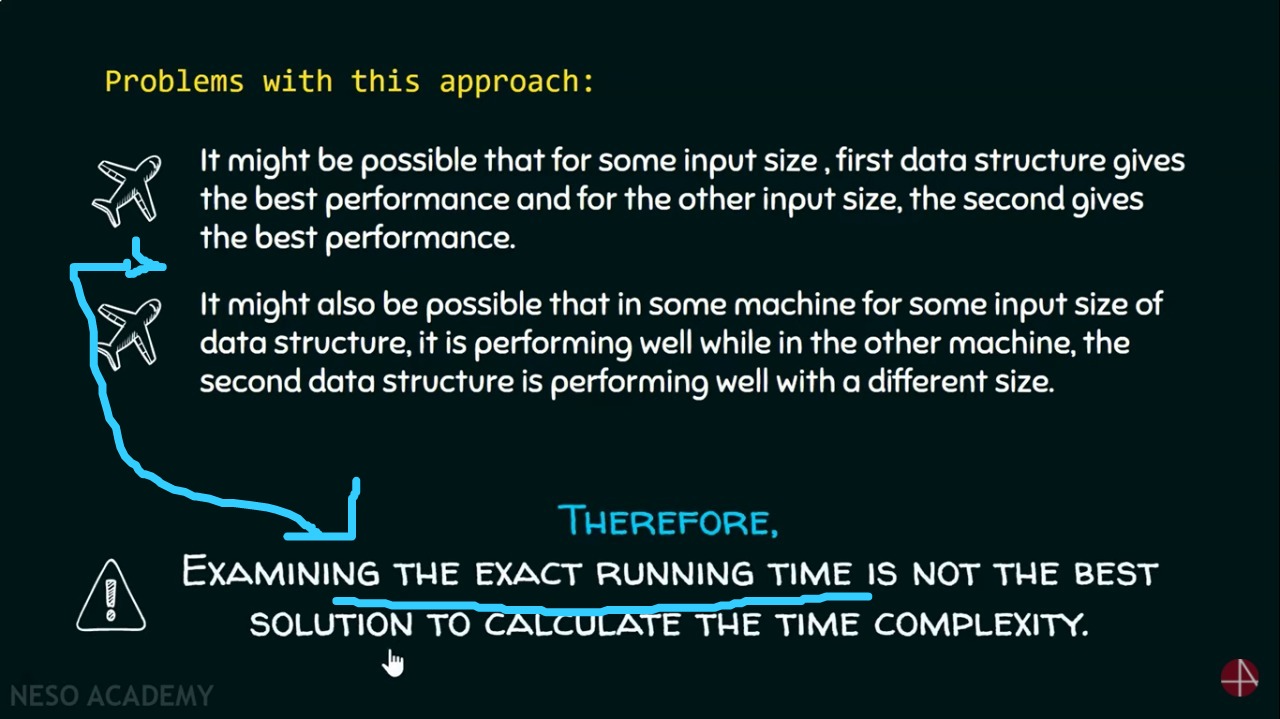 Problems with this approach:
It might be possible that for some input size , first data structure gives
the best performance and for the other input size, the second gives
the best performance.
It might also be possible that in some machine for some input size of
data structure, it is performing well while in the other machine, the
second data structure is performing well with a different size.
THEREFORE,
EXAMINING THE EXACT RUNNING TIME IS NOT THE BEST
SOLUTION TO CALCULATE THE TIME COMPLEXITY.
NESO ACADEMY